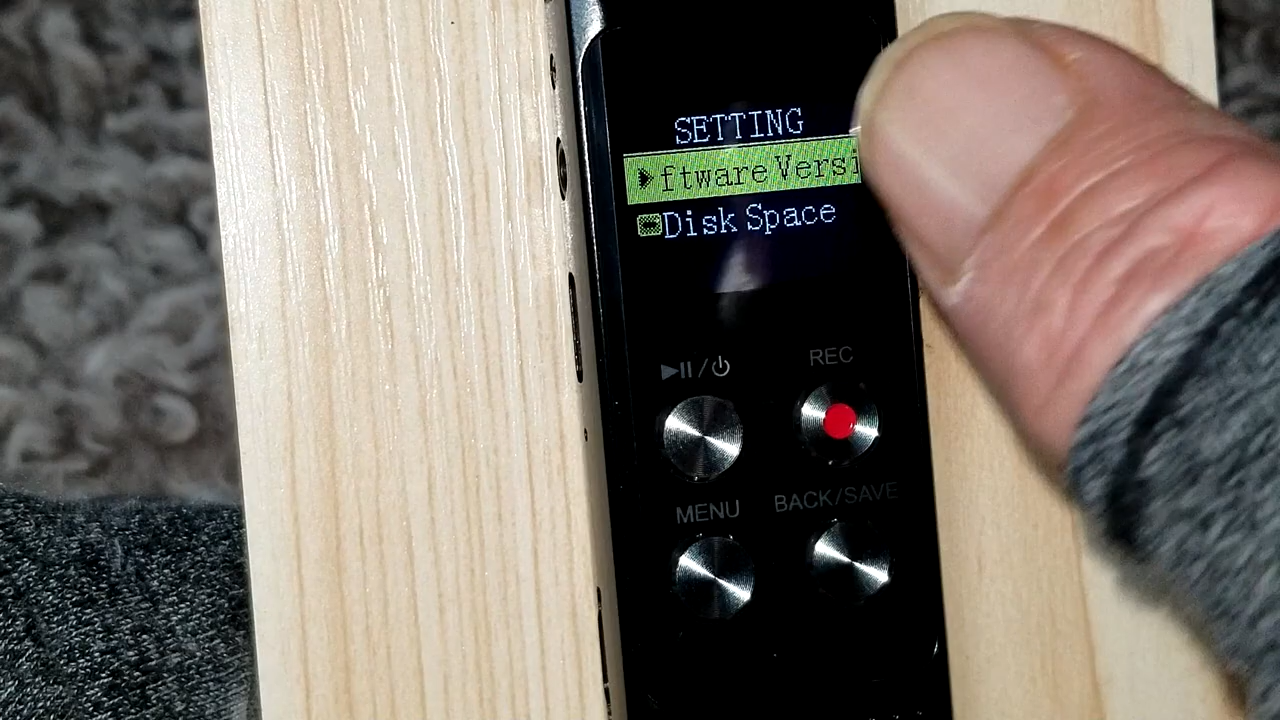 SETTING
ftware Versi
Disk Space
REC
MENU
BACK/SAVE